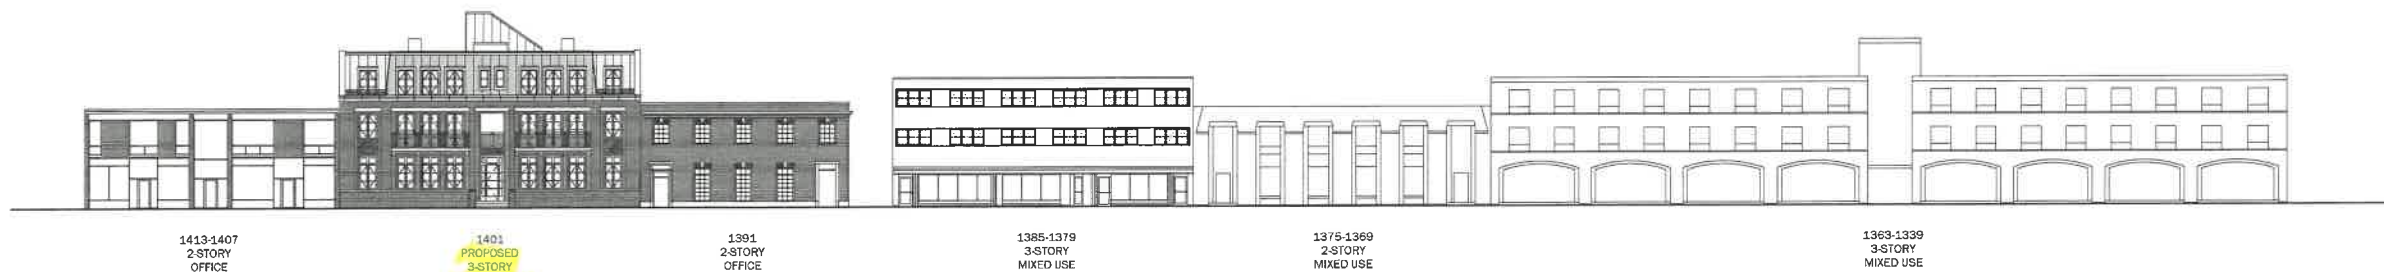 1413-1407
2-STORY
OFFICE
1401
PROPOSED
3-STORY
1391
2-STORY
OFFICE
1385-1379
3-STORY
MIXED USE
1375-1369
2-STORY
MIXED USE
1363-1339
3-STORY
MIXED USE